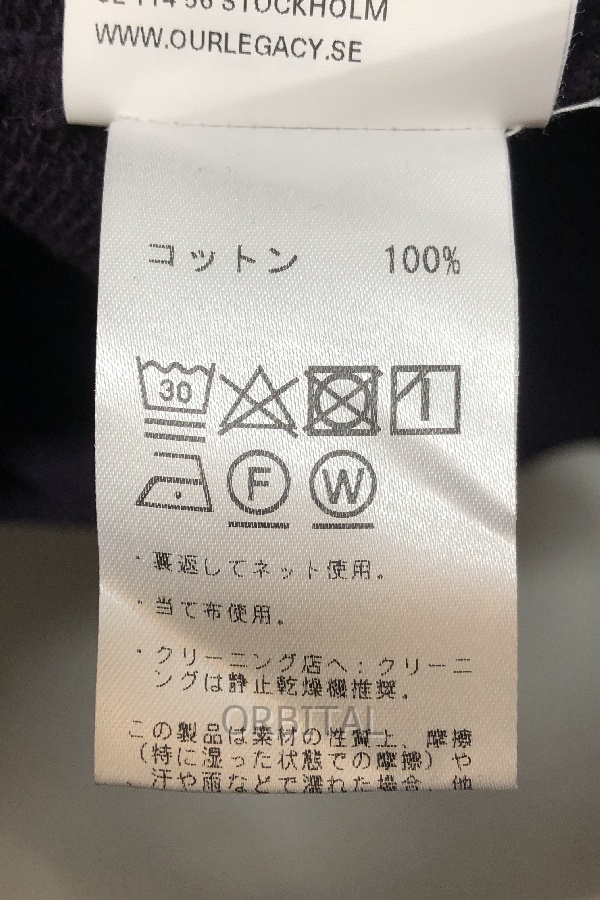 114 56 STOCKHOLM
WWW.OURLEGACY.SE
コットン 100%
30
F W
・裏返してネット使用。
・当て布使用。
・クリーニング店へ:クリーニ
ングは静止乾燥機推奨。
ORBITAL
この製品は素材の性質上、摩擦
(特に湿った状態での摩擦)や
、汗や雨などで濡れた場合、他